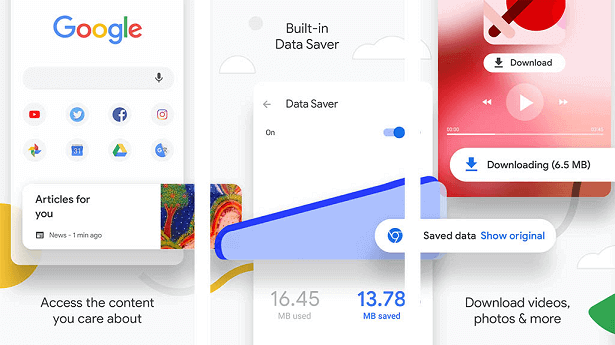 Google
Articles for
you
News - 1 min ago
Access the content
you care about
Built-in
Data Saver
Data Saver
On
16.45
MB used
13.78
MB saved
Download
00:00
Downloading (6.5 MB)
Saved data Show original
Download videos,
photos & more